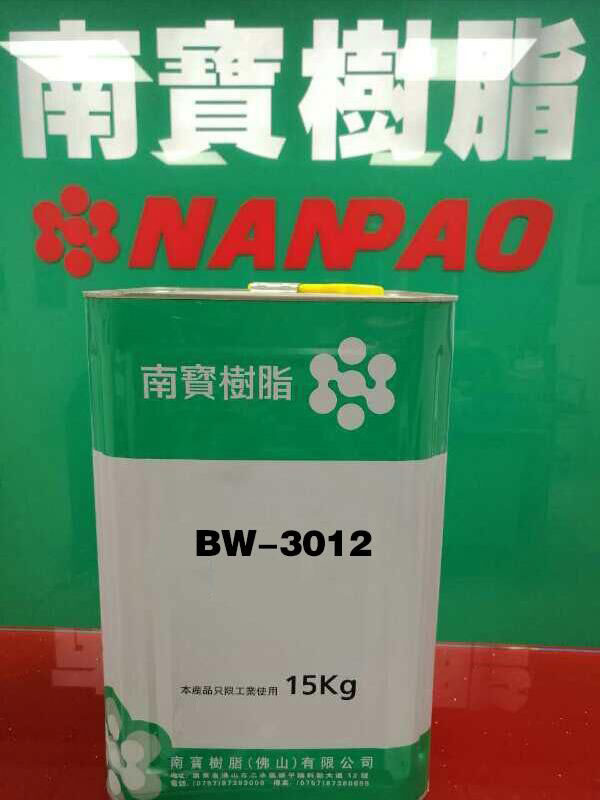 南寶樹脂
NANPAO
南寶樹脂
BW-3012
本產品只限工業使用 15Kg
南寶樹脂(佛山)有限公司